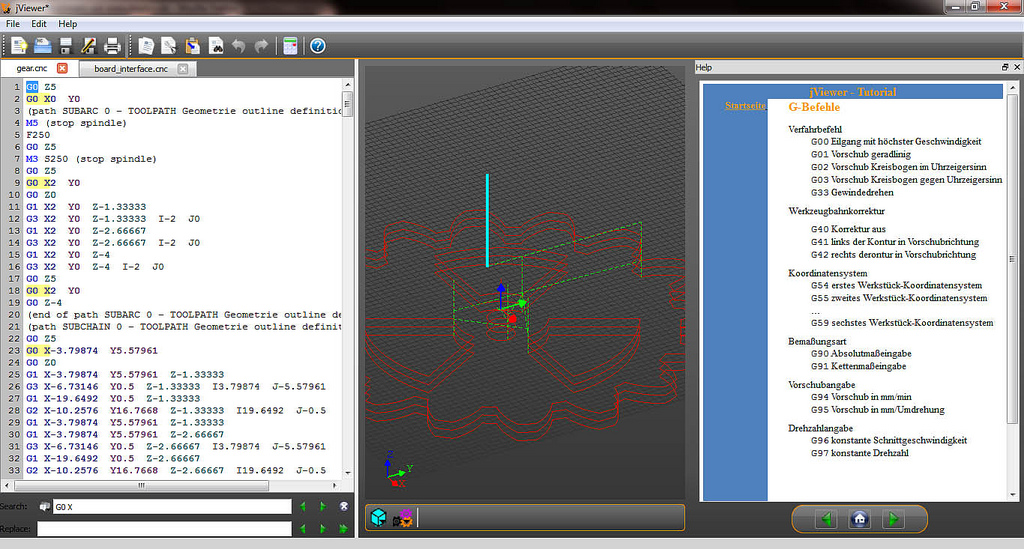 jViewer*
File Edit Help
gear.cnc
board_interface.cnc
1 G0 Z5
2 G0 X0 Y0
3 (path SUBARC 0 - TOOLPATH Geometrie outline definitic
4 M5 (stop spindle)
5 F250
6 G0 Z5
7 M3 S250 (stop spindle)
8 G0 Z5
9 G0 X2 Y0
10 G0 Z0
11 G1 X2 Y0 Z-1.33333
12 G3 X2 Y0 Z-1.33333 I-2 J0
13 G1 X2 Y0 Z-2.66667
14 G3 X2 Y0 Z-2.66667 I-2 J0
15 G1 X2 Y0 Z-4
16 G3 X2 Y0 Z-4 I-2 J0
17 G0 Z5
18 G0 X2 Y0
19 G0 Z-4
20 (end of path SUBARC 0 - TOOLPATH Geometrie outline de
21 (path SUBCHAIN 0 - TOOLPATH Geometrie outline definit
22 G0 Z5
23 G0 X-3.79874 Y5.57961
24 G0 Z0
25 G1 X-3.79874 Y5.57961 Z-1.33333
26 G3 X-6.73146 Y0.5 Z-1.33333 I3.79874 J-5.57961
27 G1 X-19.6492 Y0.5 Z-1.33333
28 G2 X-10.2576 Y16.7668 Z-1.33333 I19.6492 J-0.5
29 G1 X-3.79874 Y5.57961 Z-1.33333
30 G1 X-3.79874 Y5.57961 Z-2.66667
31 G3 X-6.73146 Y0.5 Z-2.66667 I3.79874 J-5.57961
32 G1 X-19.6492 Y0.5 Z-2.66667
33 G2 X-10.2576 Y16.7668 Z-2.66667 I19.6492 J-0.5
Search: G0 X
Replace:
Z
Y
X
Help
jViewer - Tutorial
Startseite
G-Befehle
Verfahrbefehl
G00 Eilgang mit höchster Geschwindigkeit
G01 Vorschub geradlinig
G02 Vorschub Kreisbogen im Uhrzeigersinn
G03 Vorschub Kreisbogen gegen Uhrzeigersinn
G33 Gewindedrehen
Werkzeugbahnkorrektur
G40 Korrektur aus
G41 links der Kontur in Vorschubrichtung
G42 rechts derontur in Vorschubrichtung
Koordinatensystem
G54 erstes Werkstück-Koordinatensystem
G55 zweites Werkstück-Koordinatensystem
...
G59 sechstes Werkstück-Koordinatensystem
Bemaßungsart
G90 Absolutmaßeingabe
G91 Kettenmaßeingabe
Vorschubangabe
G94 Vorschub in mm/min
G95 Vorschub in mm/Umdrehung
Drehzahlangabe
G96 konstante Schnittgeschwindigkeit
G97 konstante Drehzahl